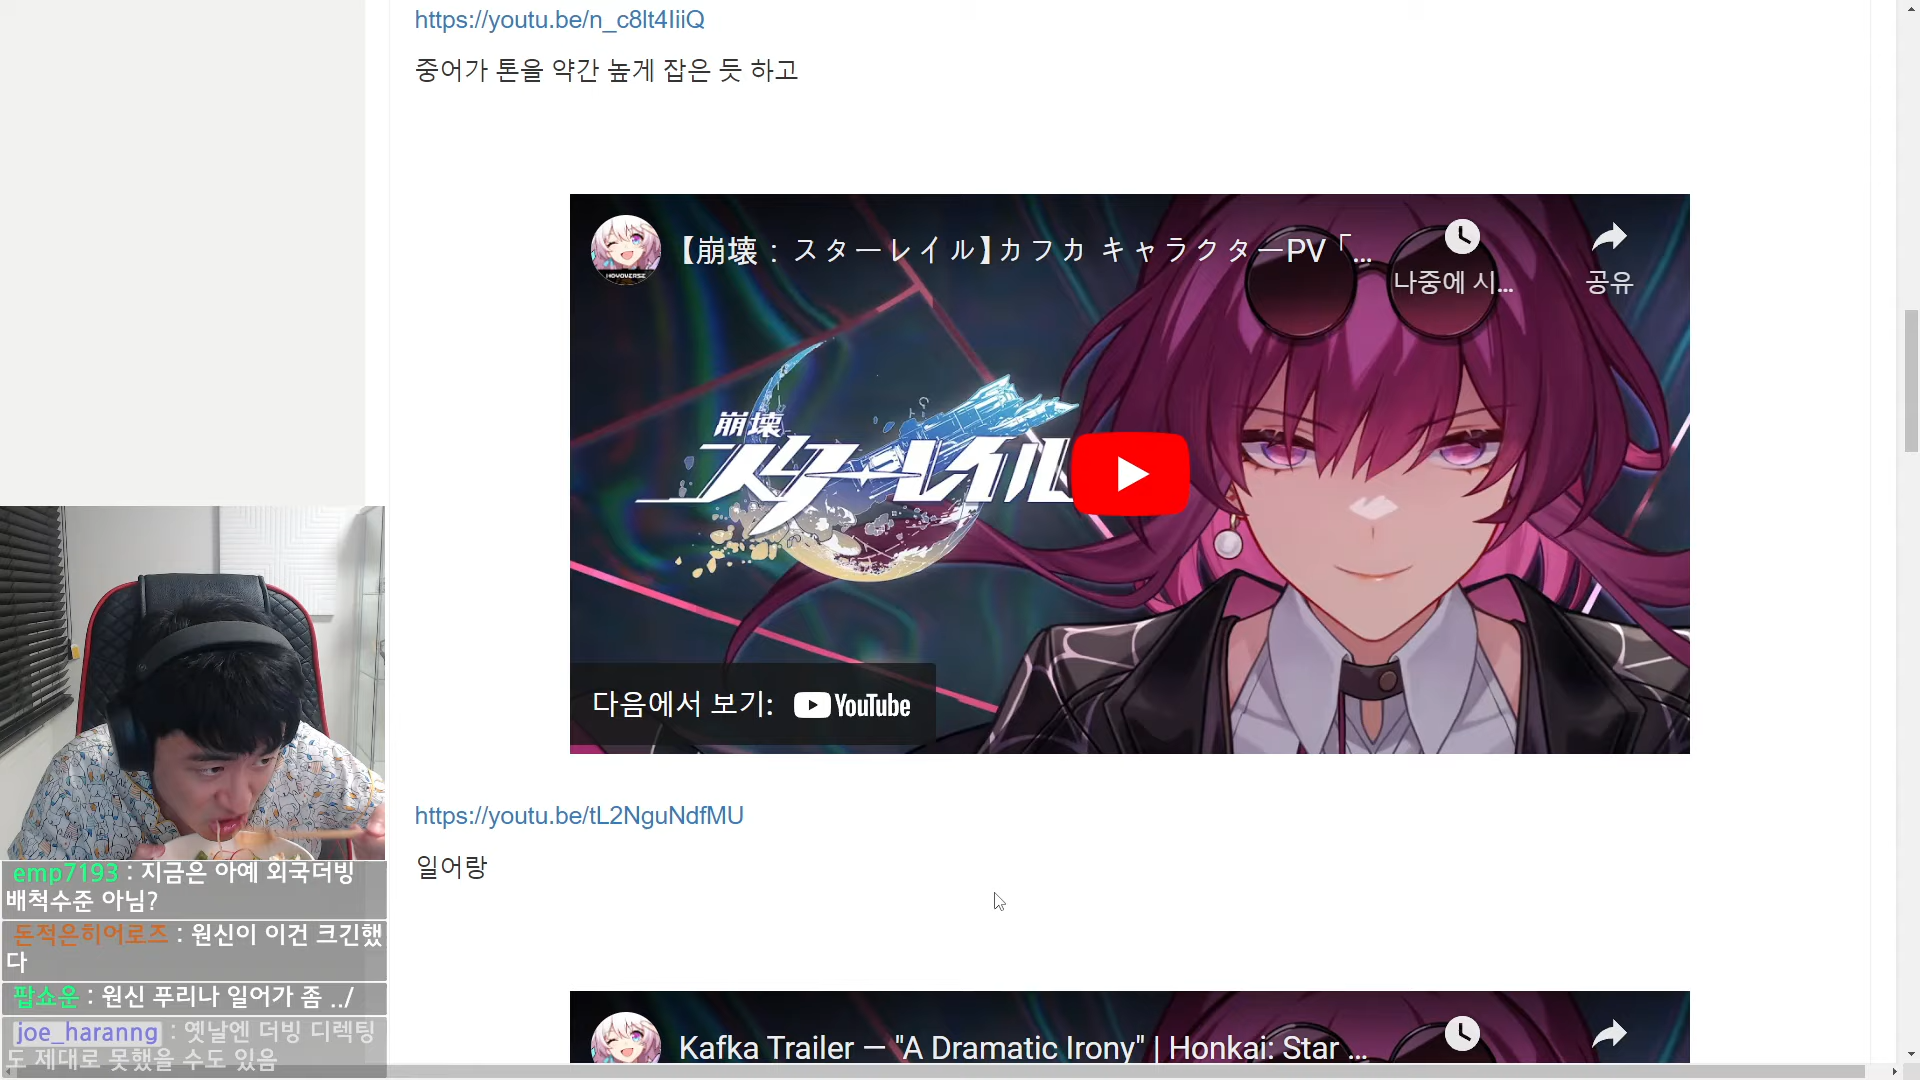 https://youtu.be/n_c8lt4IiiQ
중어가 톤을 약간 높게 잡은 듯 하고
【崩壊：スターレイル】カフカ キャラクターPV「...
나중에 시...
공유
HOYOVERSE
崩壊
スターレイル
다음에서 보기: YouTube
https://youtu.be/tL2NguNdfMU
일어랑
Kafka Trailer — "A Dramatic Irony" | Honkai: Star ...
emp7193 : 지금은 아예 외국더빙
배척수준 아님?
돈적은히어로즈 : 원신이 이건 크긴했
다
팝쇼운 : 원신 푸리나 일어가 좀 ../
joe_haranng : 옛날엔 더빙 디렉팅
도 제대로 못했을 수도 있음